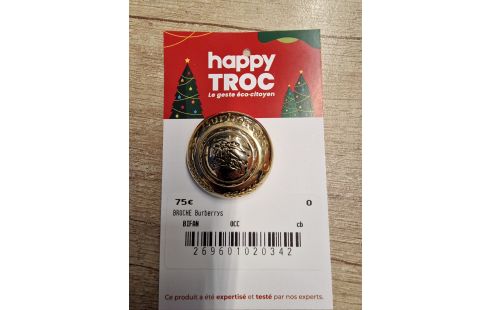 happy
TROC
Le geste éco-citoyen
75€ 0
BROCHE Burberrys
BIFAN OCC cb
269601020342
Ce produit a été expertisé et testé par nos experts.